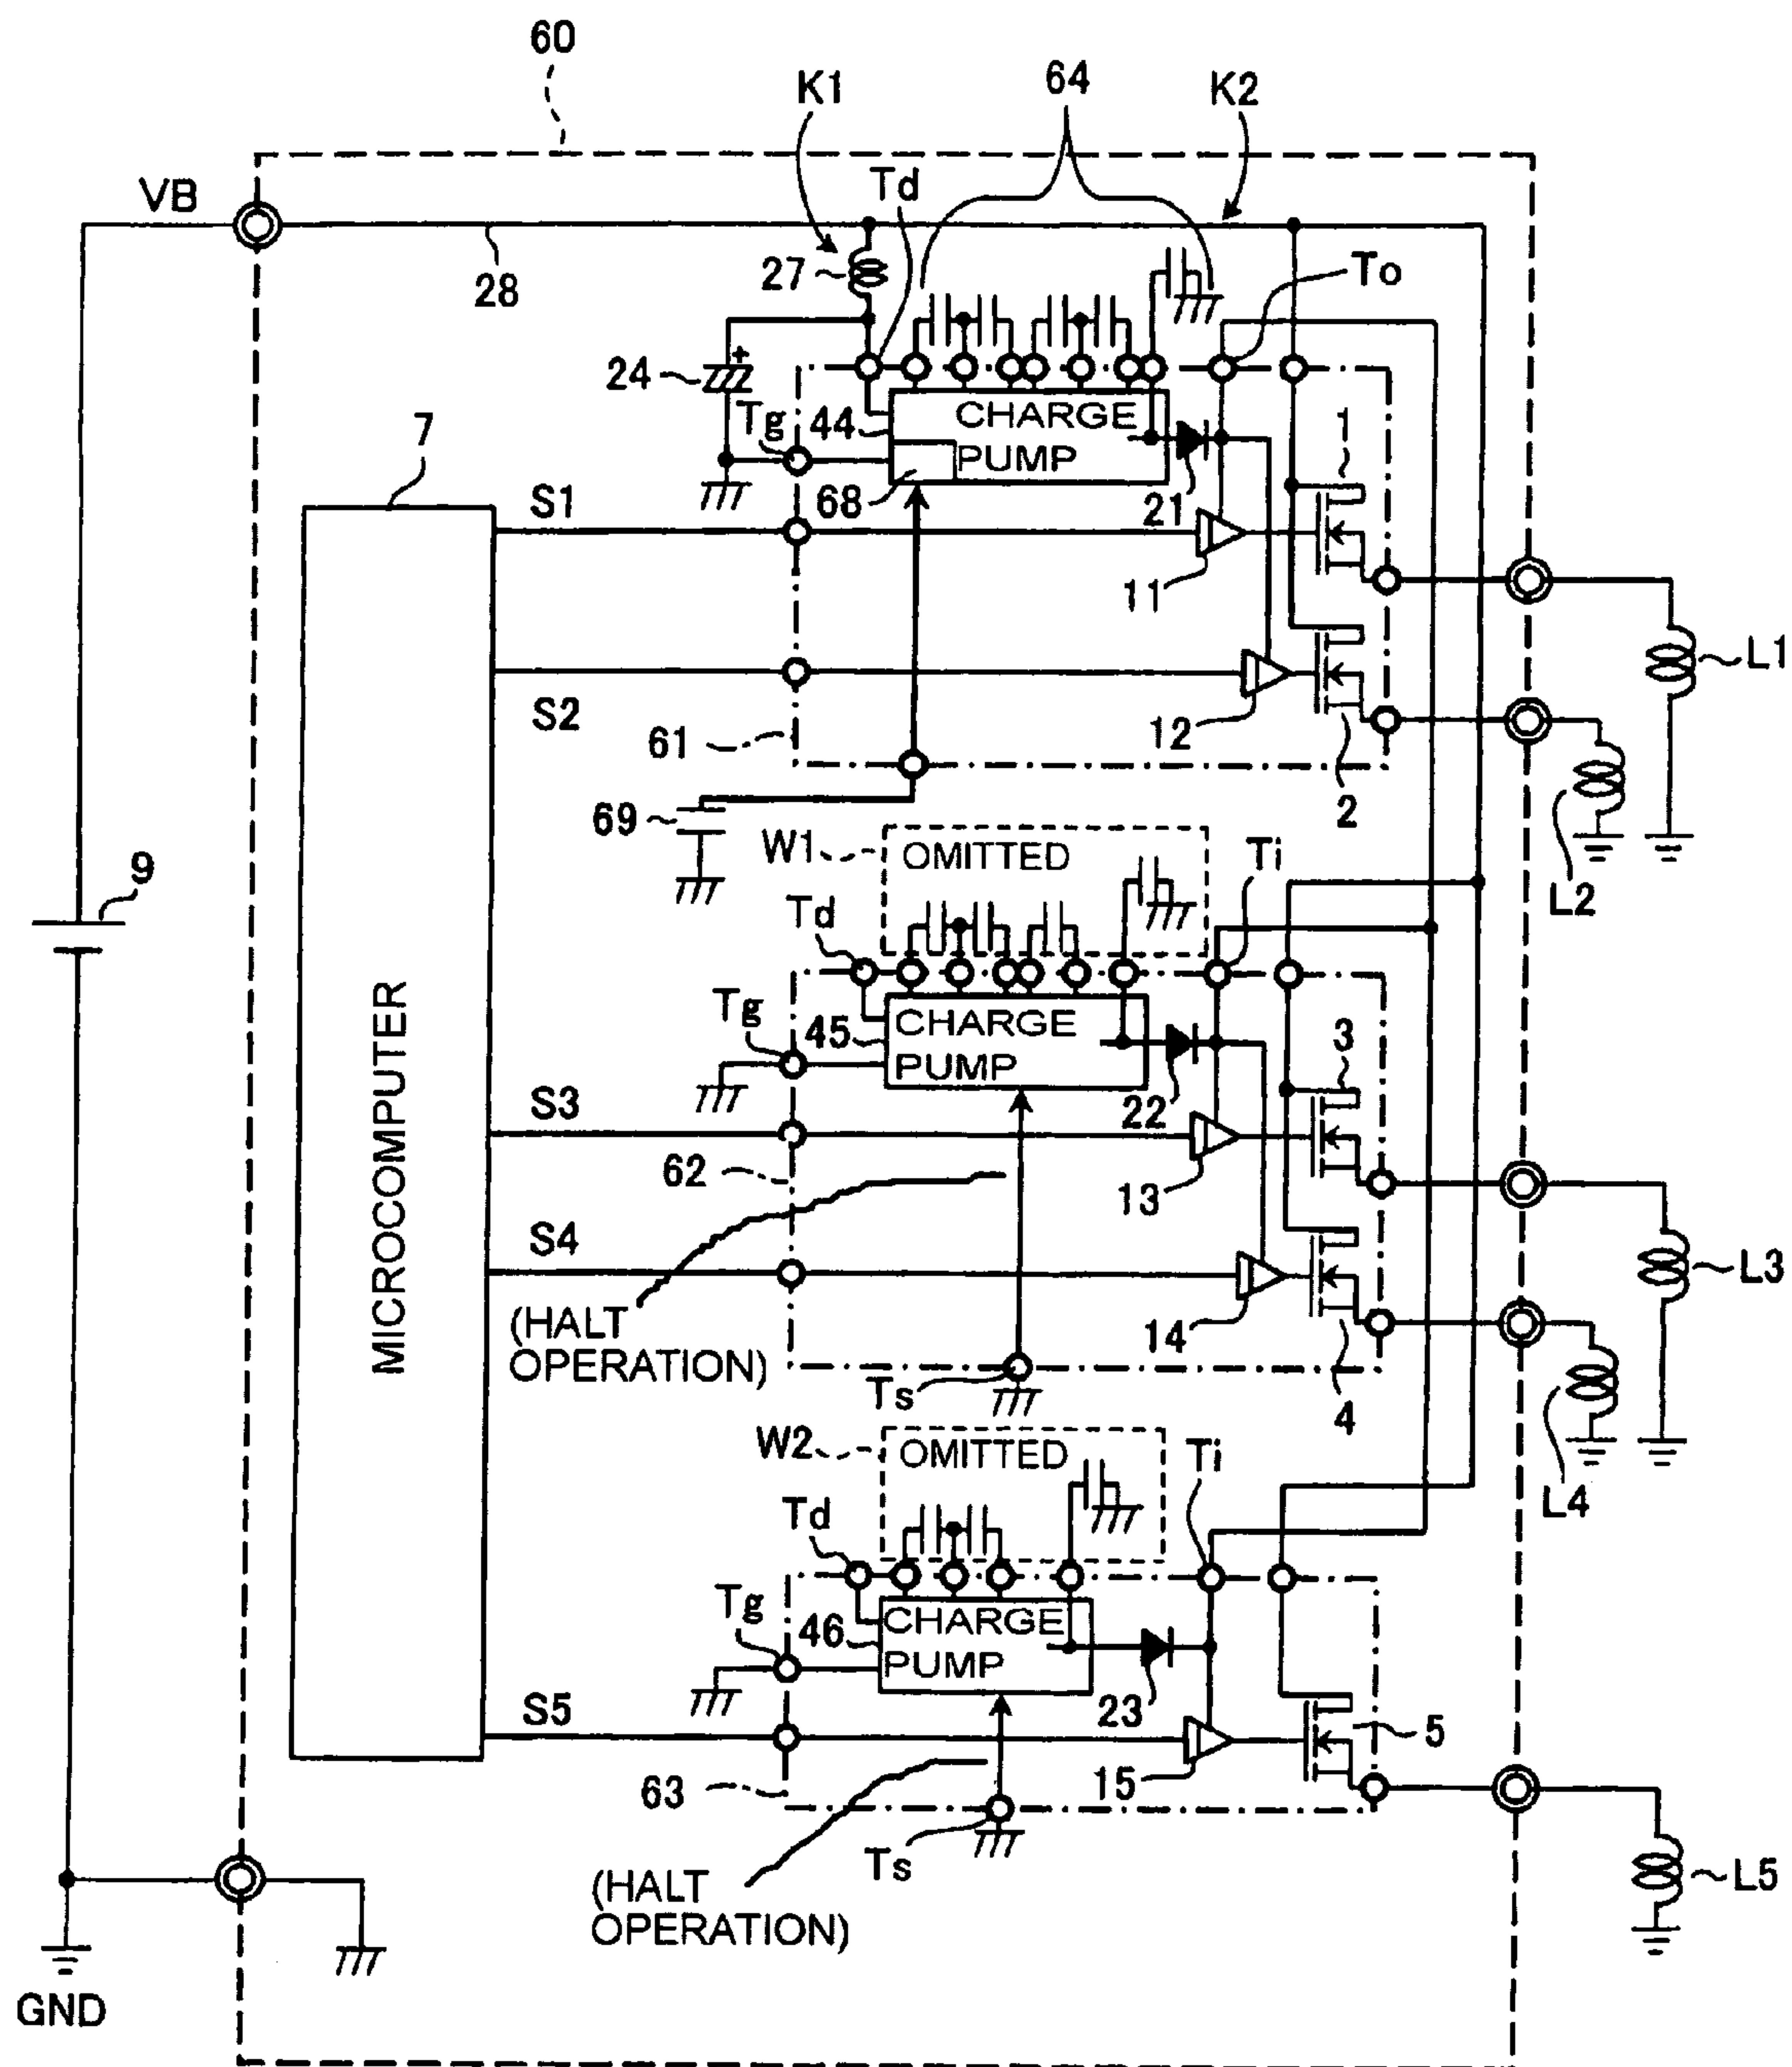 60
K1
64
K2
VB
Td
28
27
To
24
+
Tg
44
CHARGE
PUMP
1
7
68
21
S1
11
L1
S2
61
12
2
69
W1
OMITTED
Ti
L2
9
Td
Tg
45
CHARGE
PUMP
3
22
S3
62
13
S4
L3
MICROCOMPUTER
(HALT
OPERATION)
14
Ts
4
W2
OMITTED
Ti
L4
Td
Tg
46
CHARGE
PUMP
S5
23
5
63
15
Ts
L5
(HALT
OPERATION)
GND